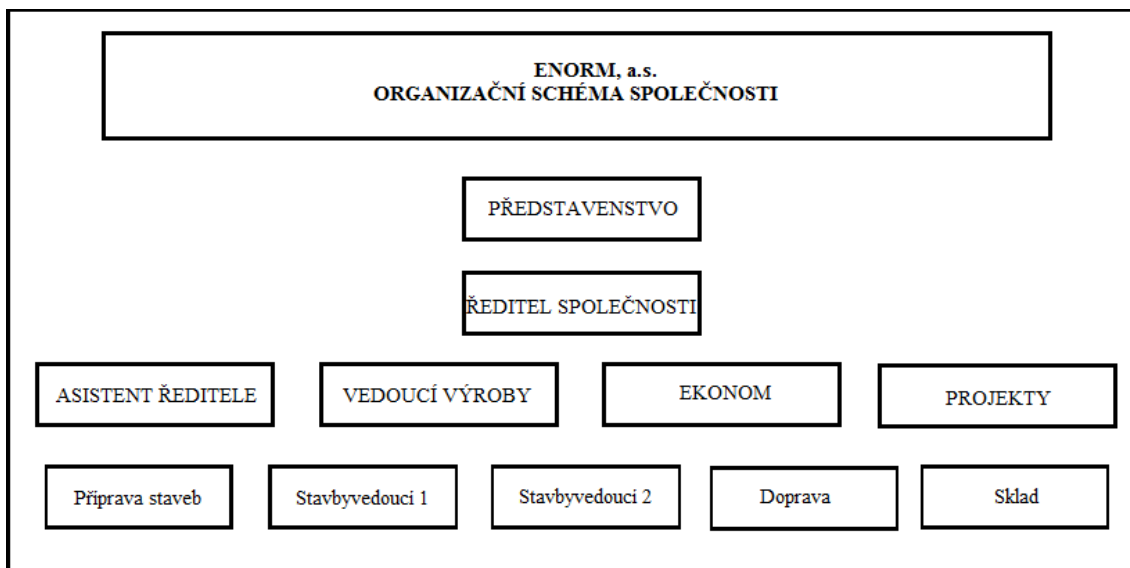 ENORM, a.s.
ORGANIZAČNÍ SCHÉMA SPOLEČNOSTI
PŘEDSTAVENSTVO
ŘEDITEL SPOLEČNOSTI
ASISTENT ŘEDITELE
VEDOUCÍ VÝROBY
EKONOM
PROJEKTY
Příprava staveb
Stavbyvedoucí 1
Stavbyvedoucí 2
Doprava
Sklad